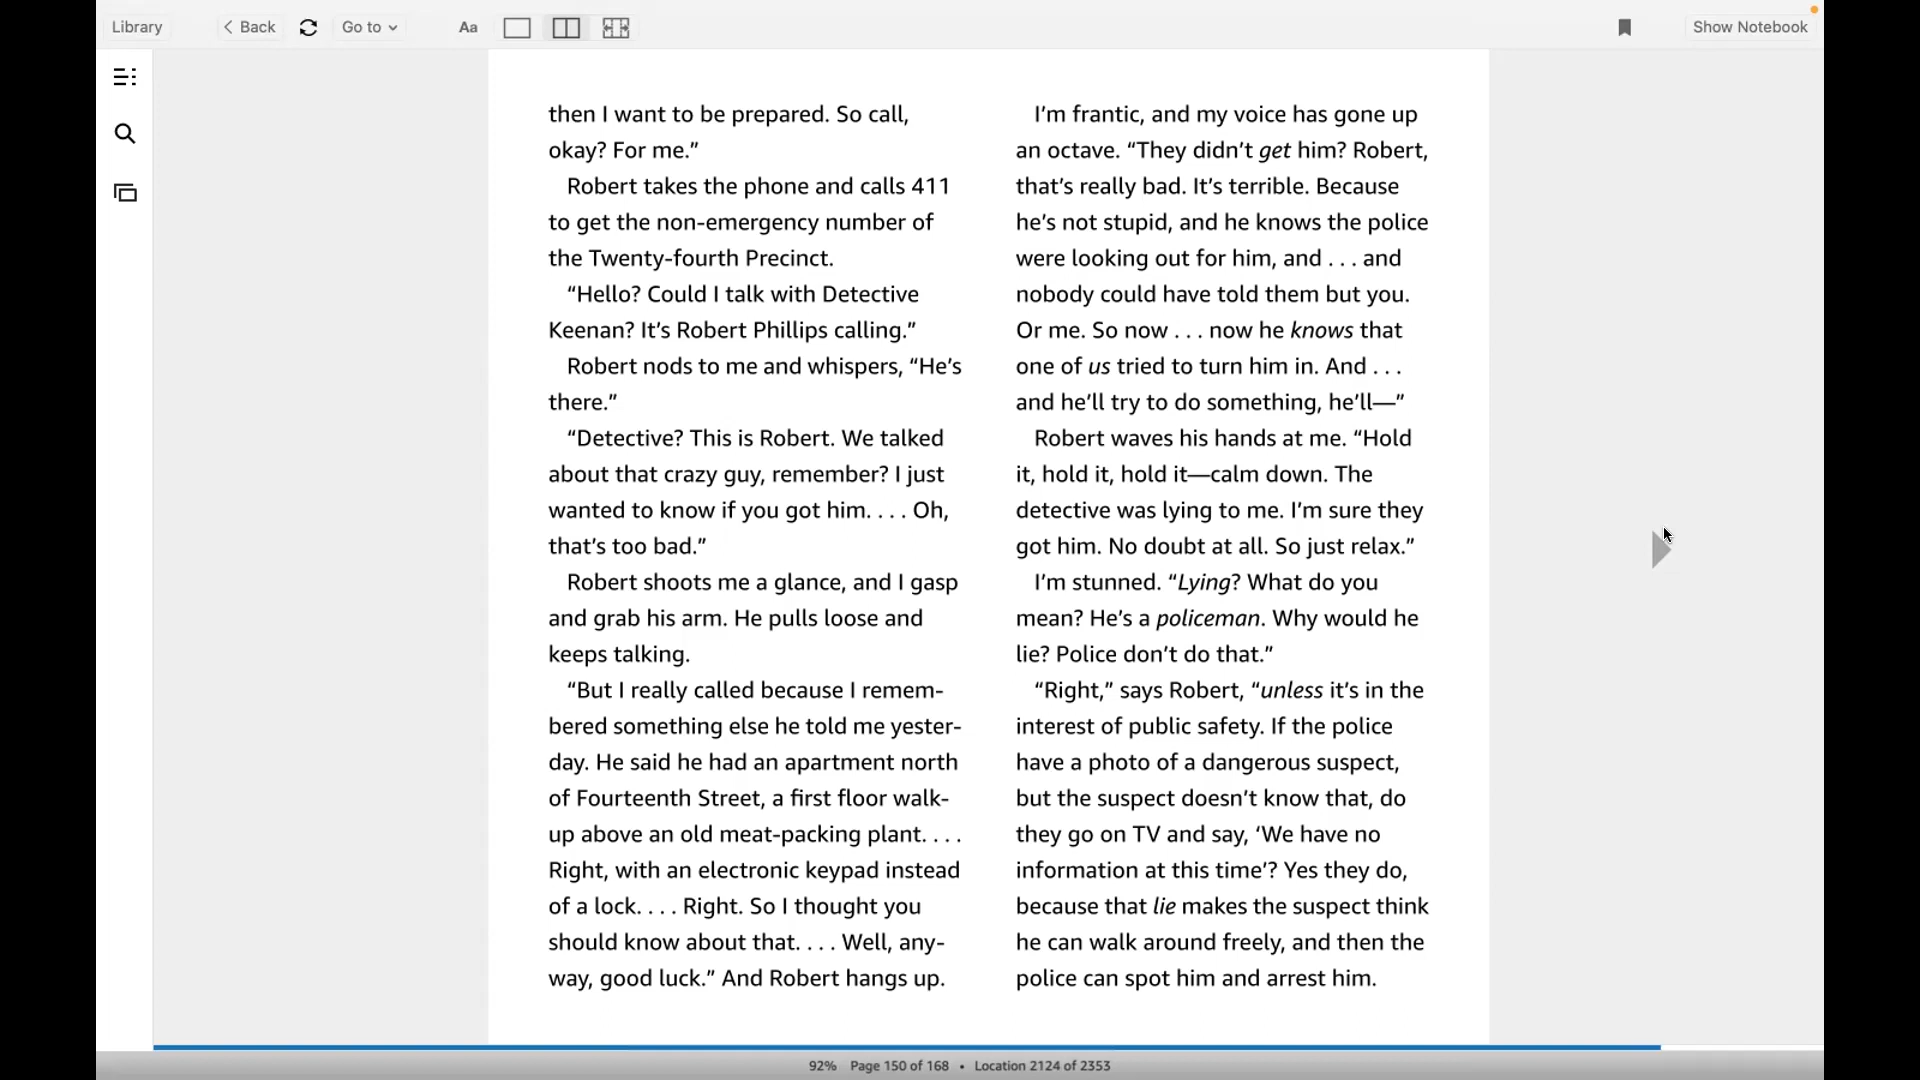 Library
Back
Go to
Aa
Show Notebook
then I want to be prepared. So call,
okay? For me.”
Robert takes the phone and calls 411
to get the non-emergency number of
the Twenty-fourth Precinct.
“Hello? Could I talk with Detective
Keenan? It’s Robert Phillips calling.”
Robert nods to me and whispers, “He’s
there.”
“Detective? This is Robert. We talked
about that crazy guy, remember? I just
wanted to know if you got him. . . . Oh,
that’s too bad.”
Robert shoots me a glance, and I gasp
and grab his arm. He pulls loose and
keeps talking.
“But I really called because I remem-
bered something else he told me yester-
day. He said he had an apartment north
of Fourteenth Street, a first floor walk-
up above an old meat-packing plant. . . .
Right, with an electronic keypad instead
of a lock. . . . Right. So I thought you
should know about that. . . . Well, any-
way, good luck.” And Robert hangs up.
I’m frantic, and my voice has gone up
an octave. “They didn’t get him? Robert,
that’s really bad. It’s terrible. Because
he’s not stupid, and he knows the police
were looking out for him, and . . . and
nobody could have told them but you.
Or me. So now . . . now he knows that
one of us tried to turn him in. And . . .
and he’ll try to do something, he’ll—”
Robert waves his hands at me. “Hold
it, hold it, hold it—calm down. The
detective was lying to me. I’m sure they
got him. No doubt at all. So just relax.”
I’m stunned. “Lying? What do you
mean? He’s a policeman. Why would he
lie? Police don’t do that.”
“Right,” says Robert, “unless it’s in the
interest of public safety. If the police
have a photo of a dangerous suspect,
but the suspect doesn’t know that, do
they go on TV and say, ‘We have no
information at this time’? Yes they do,
because that lie makes the suspect think
he can walk around freely, and then the
police can spot him and arrest him.
92% Page 150 of 168 • Location 2124 of 2353